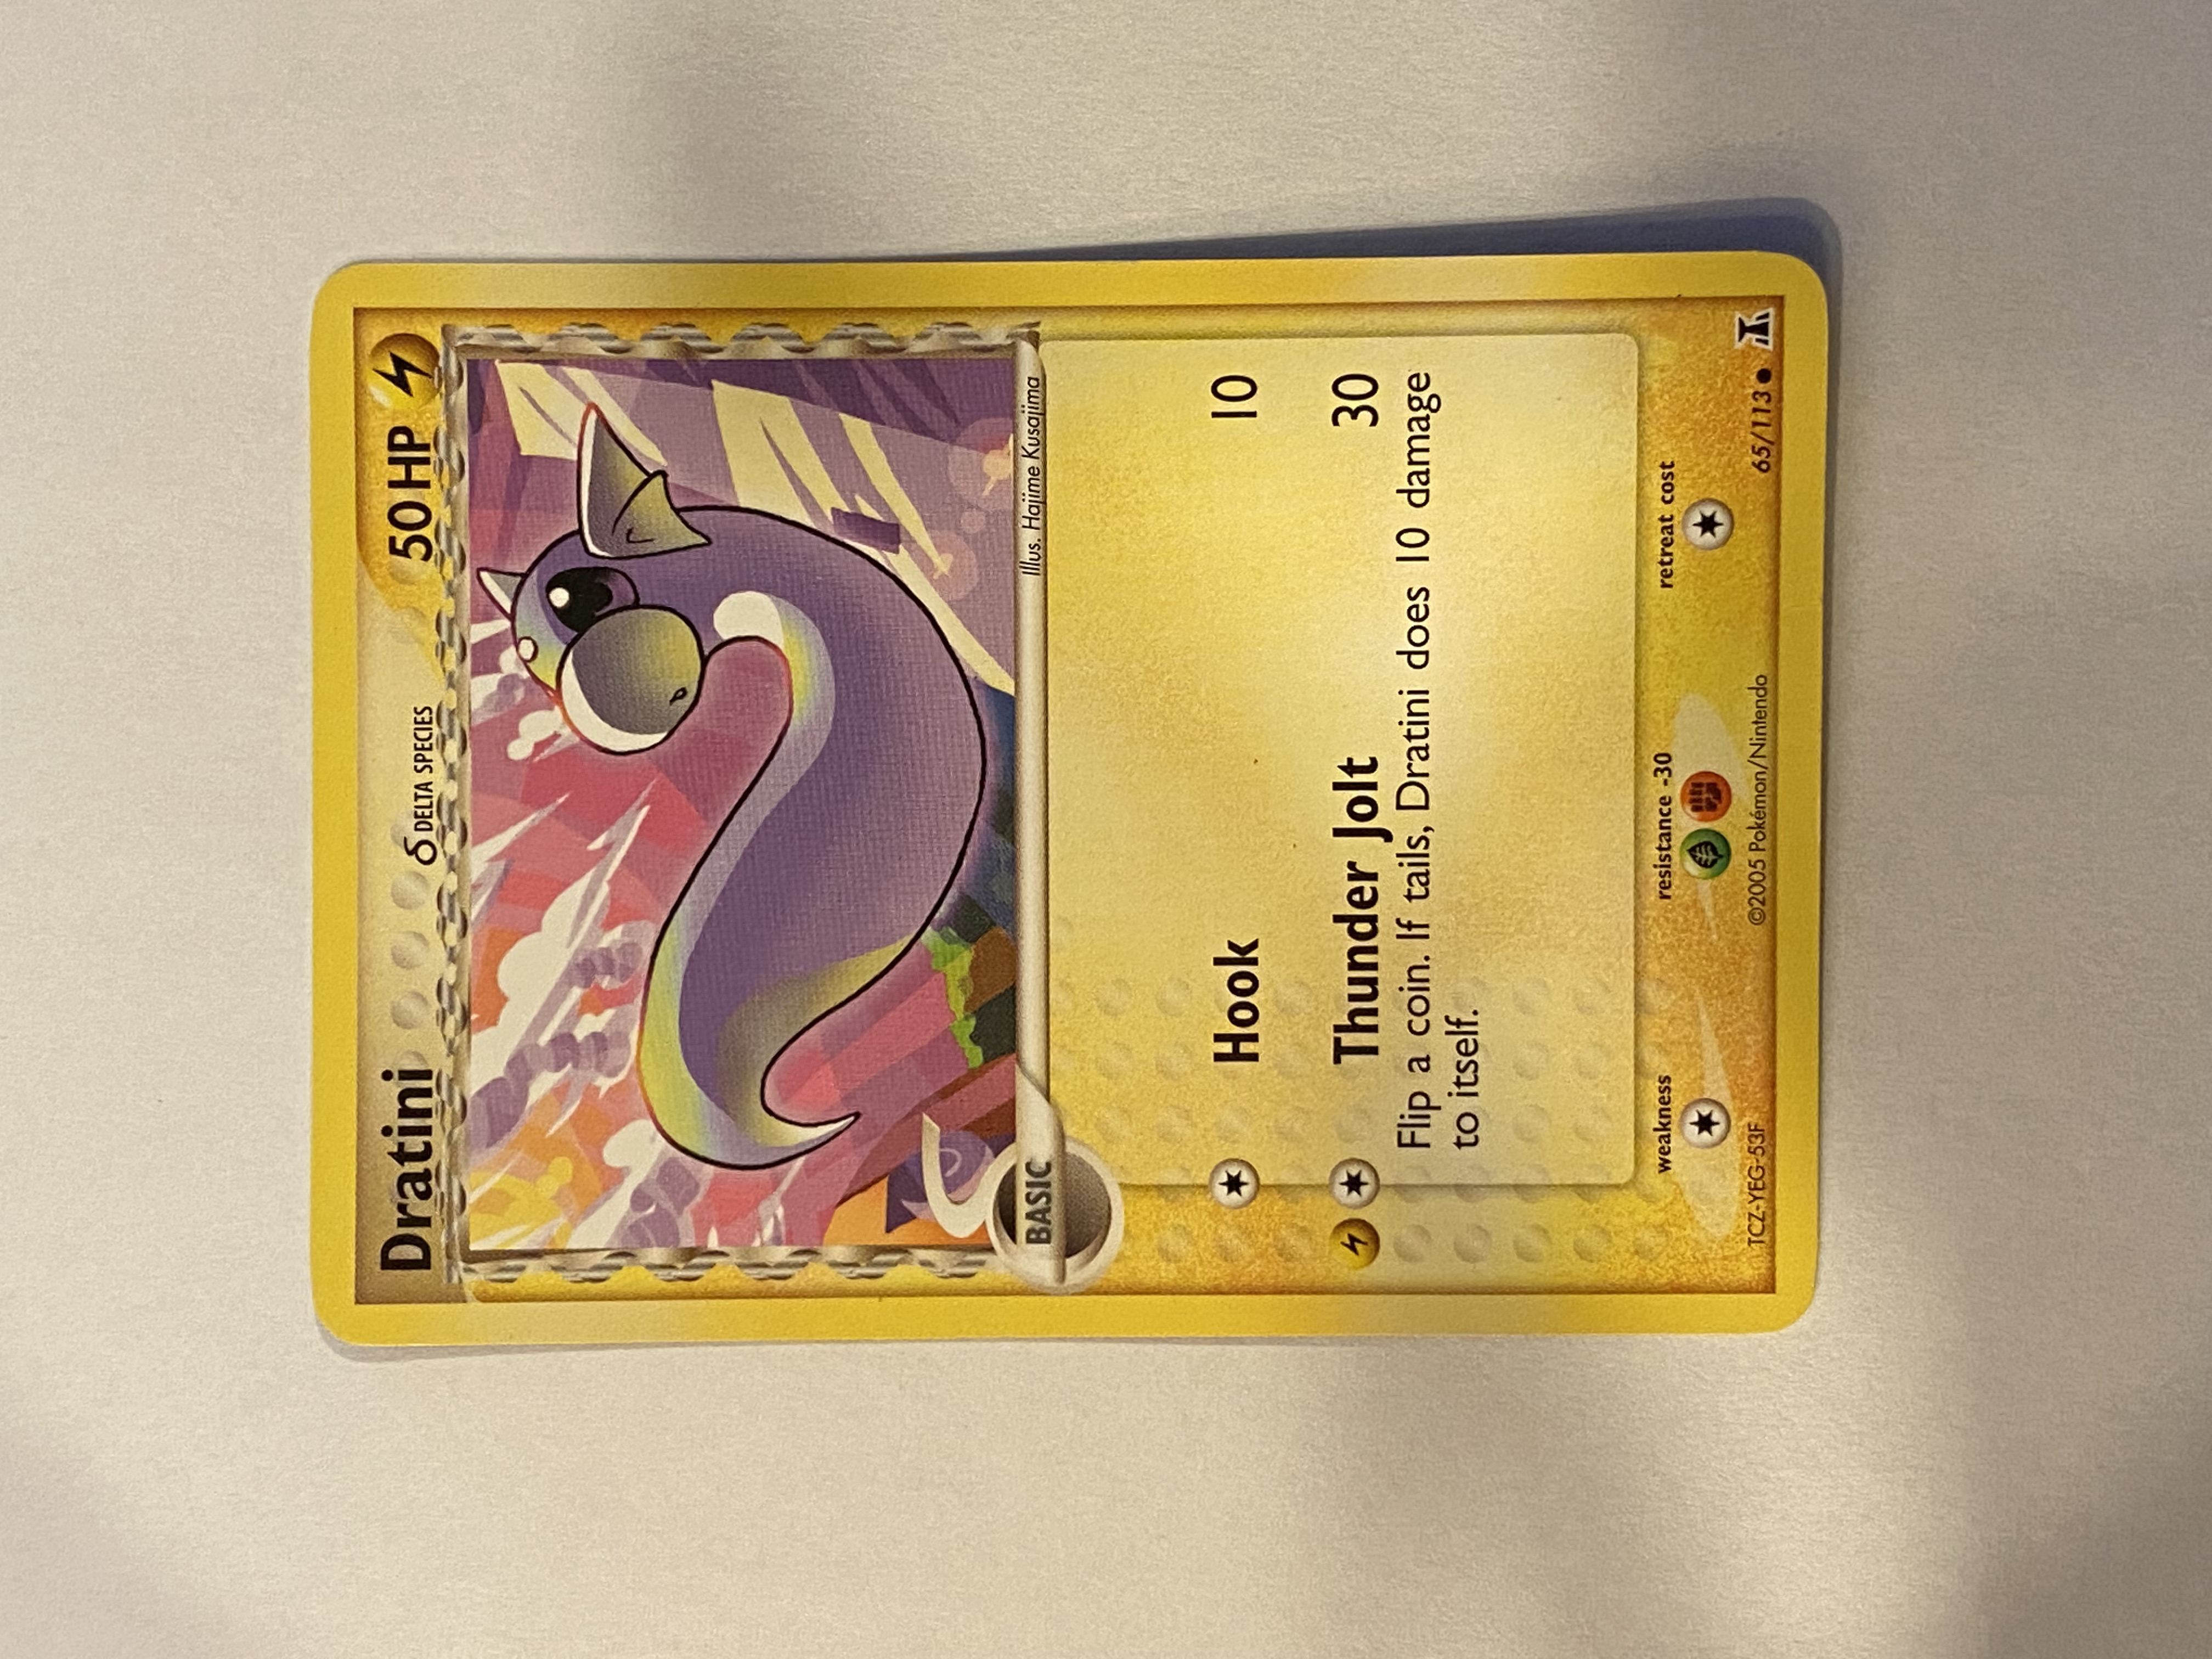 Dratini δ DELTA SPECIES 50 HP
BASIC
Illus. Hajime Kusajima
Hook 10
Thunder Jolt 30
Flip a coin. If tails, Dratini does 10 damage
to itself.
weakness resistance -30 retreat cost
TCZ-YEG-53F ©2005 Pokémon/Nintendo 65/113